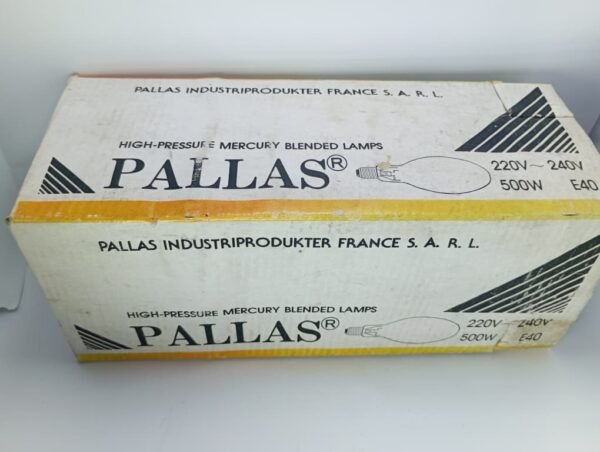 PALLAS INDUSTRIPRODUKTER FRANCE S. A. R. L.
HIGH-PRESSURE MERCURY BLENDED LAMPS
PALLAS®
220V~240V
500W E40
PALLAS INDUSTRIPRODUKTER FRANCE S. A. R. L.
HIGH-PRESSURE MERCURY BLENDED LAMPS
PALLAS®
220V~240V
500W E40